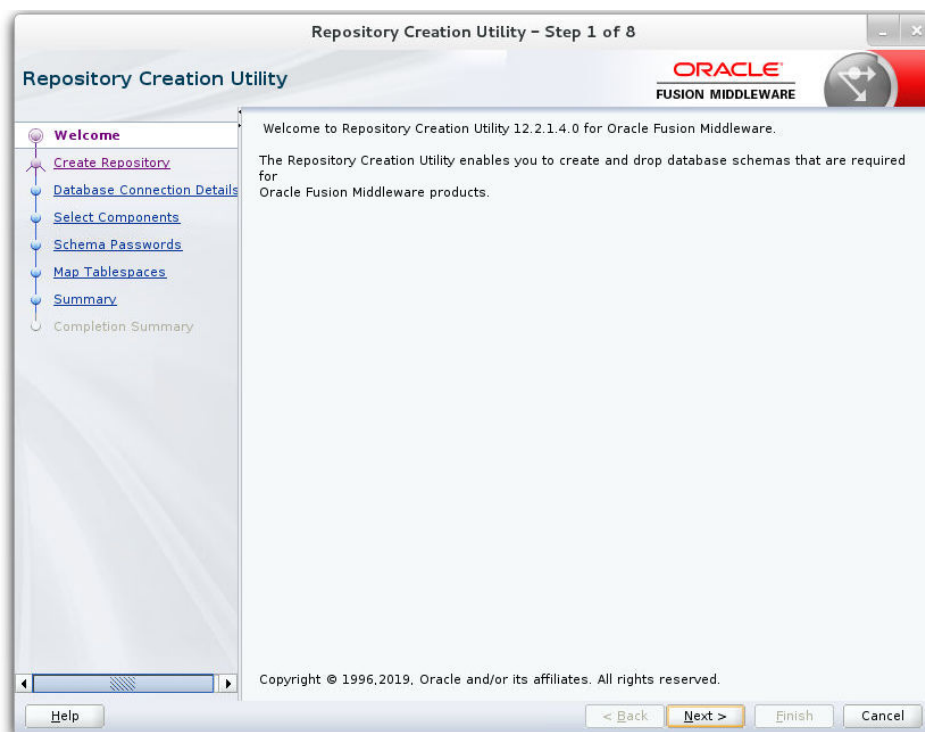 Repository Creation Utility – Step 1 of 8
Repository Creation Utility
ORACLE
FUSION MIDDLEWARE
Welcome
Create Repository
Database Connection Details
Select Components
Schema Passwords
Map Tablespaces
Summary
Completion Summary
Welcome to Repository Creation Utility 12.2.1.4.0 for Oracle Fusion Middleware.
The Repository Creation Utility enables you to create and drop database schemas that are required
for
Oracle Fusion Middleware products.
Copyright © 1996,2019, Oracle and/or its affiliates. All rights reserved.
Help
< Back
Next >
Finish
Cancel